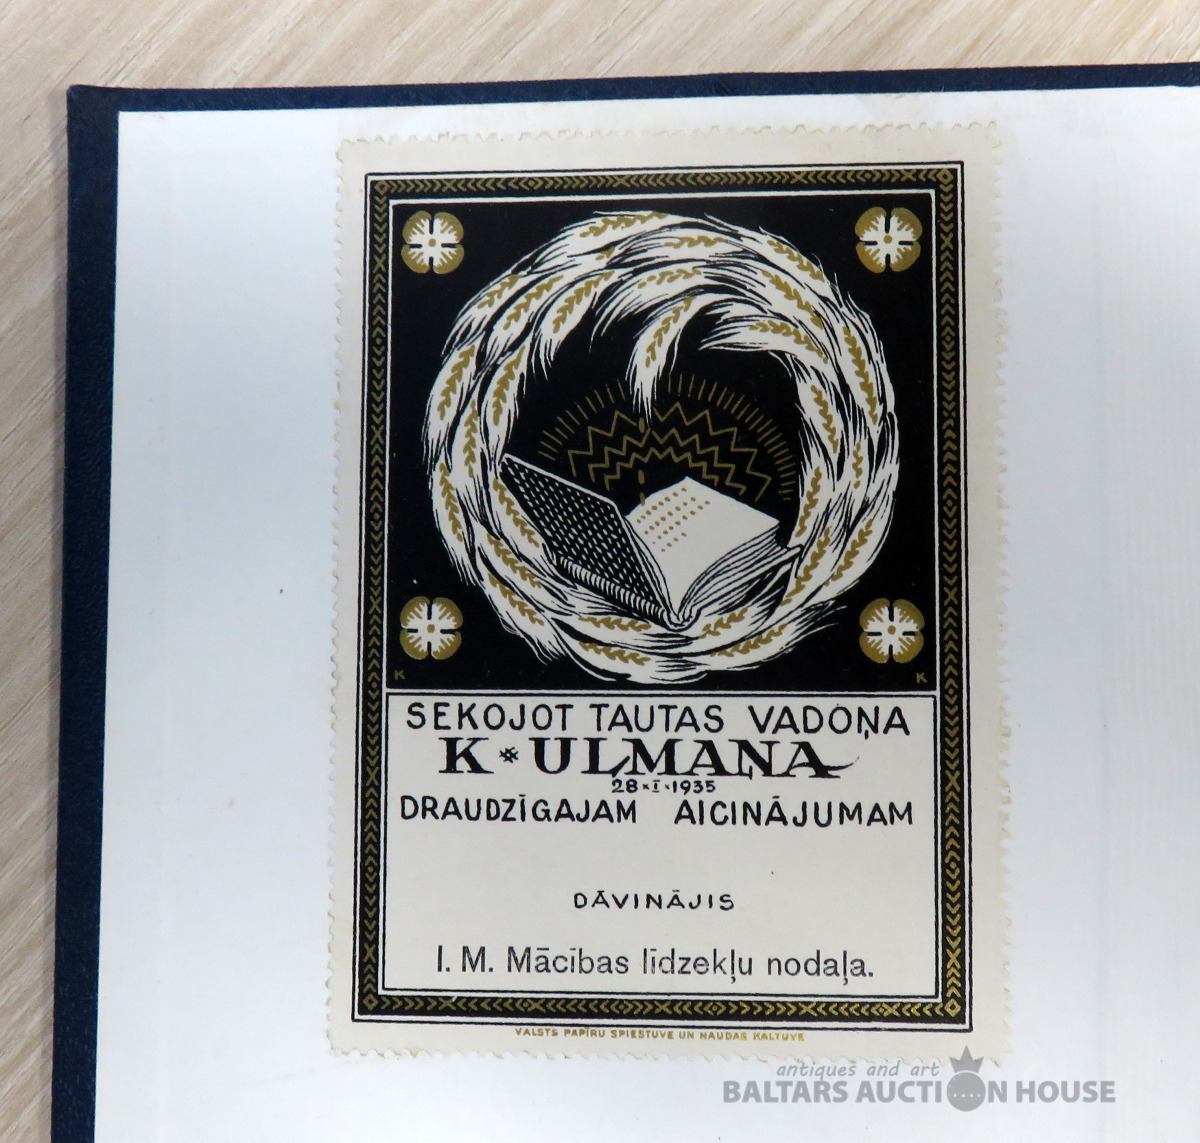 K K
SEKOJOT TAUTAS VADOŅA
K * ULMAŅA
28 × I × 1935
DRAUDZĪGAJAM AICINĀJUMAM
DĀVINĀJIS
I. M. Mācības līdzekļu nodaļa.
VALSTS PAPĪRU SPIESTUVE UN NAUDAS KALTUVE
antiques and art
BALTARS AUCTION HOUSE